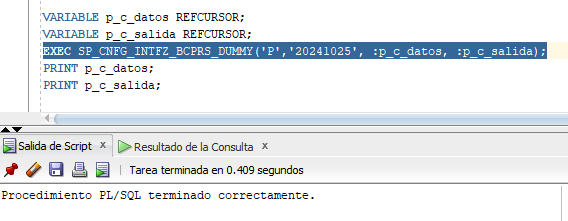 VARIABLE p_c_datos REFCURSOR;
VARIABLE p_c_salida REFCURSOR;
EXEC SP_CNFG_INTFZ_BCPRS_DUMMY('P','20241025', :p_c_datos, :p_c_salida);
PRINT p_c_datos;
PRINT p_c_salida;
Salida de Script x Resultado de la Consulta x
Tarea terminada en 0.409 segundos
Procedimiento PL/SQL terminado correctamente.